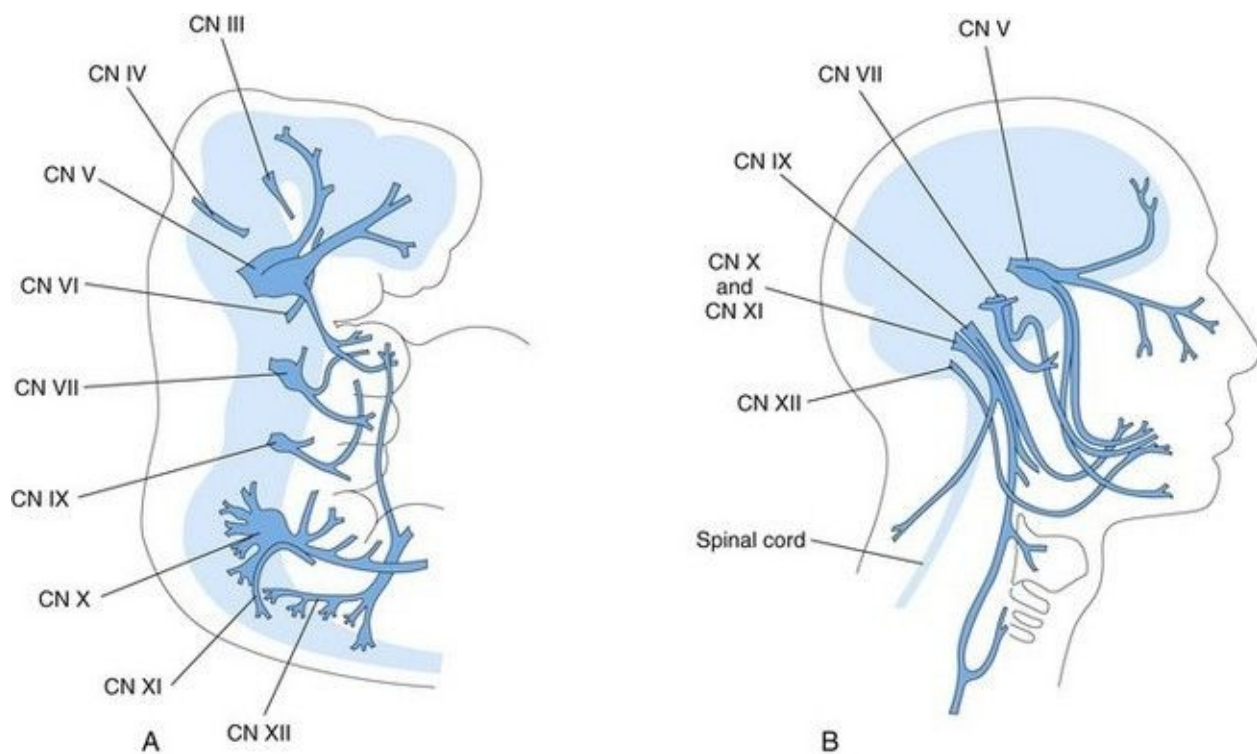 CN III
CN IV
CN V
CN VI
CN VII
CN IX
CN X
CN XI
CN XII
A
CN V
CN VII
CN IX
CN X
and
CN XI
CN XII
Spinal cord
B